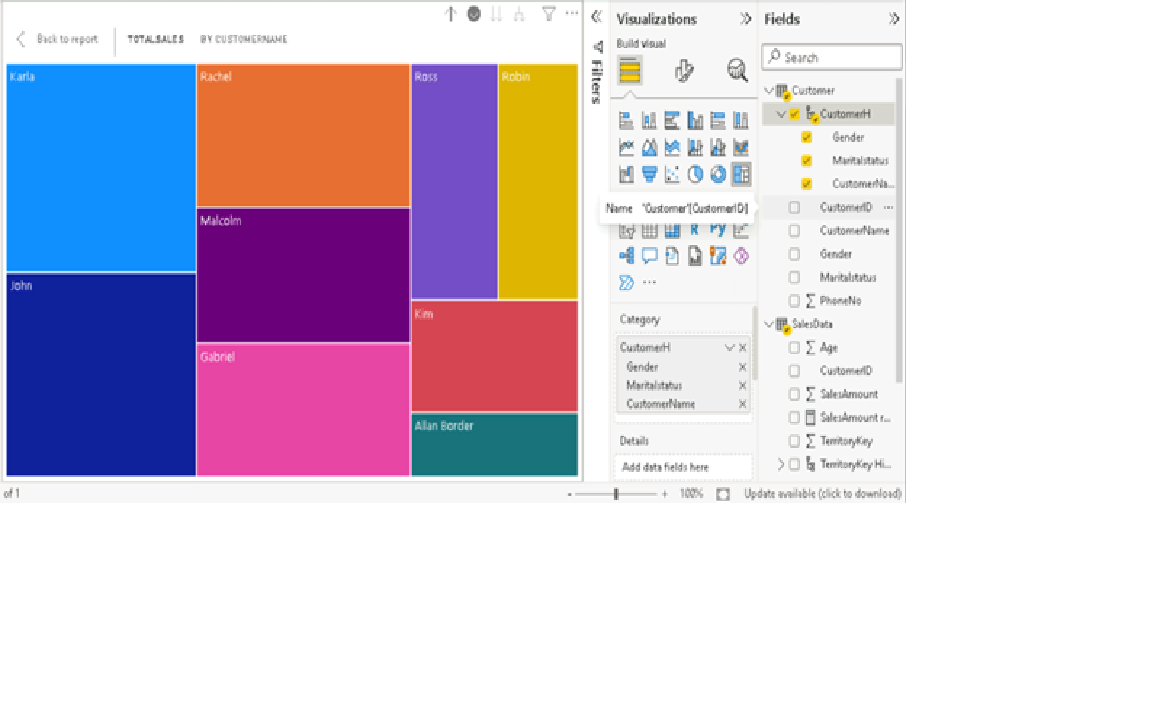 Back to report
TOTALSALES BY CUSTOMERNAME
Karla
Rachel
Ross
Robin
Malcolm
John
Kim
Gabriel
Allan Border
of 1
100%
Update available (click to download)
Filters
Visualizations
Build visual
Name 'Customer'[CustomerID]
R
Py
...
Category
CustomerH
Gender
Maritalstatus
CustomerName
Details
Add data fields here
Fields
Search
Customer
CustomerH
Gender
Maritalstatus
CustomerNa...
CustomerID ...
CustomerName
Gender
Maritalstatus
∑ PhoneNo
SalesData
∑ Age
CustomerID
∑ SalesAmount
SalesAmount r...
∑ TerritoryKey
TerritoryKey Hi...